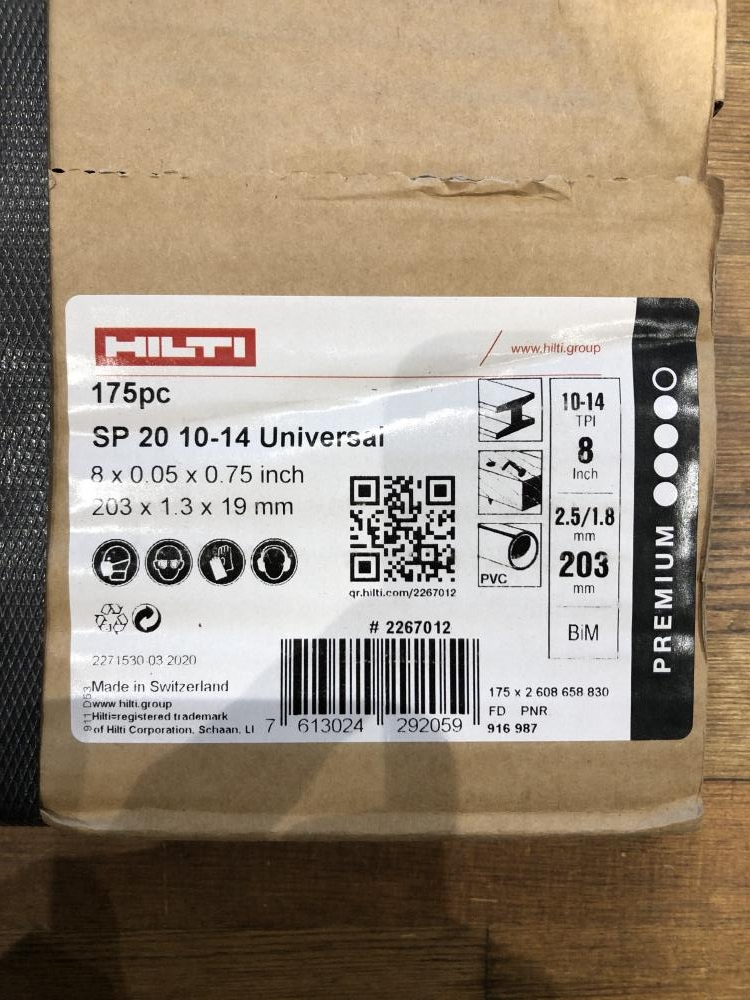 HILTI
www.hilti.group
175pc
SP 20 10-14 Universal
8 x 0.05 x 0.75 inch
203 x 1.3 x 19 mm
10-14
TPI
8
Inch
2.5/1.8
mm
203
mm
BiM
PVC
PREMIUM
qr.hilti.com/2267012
# 2267012
2271530 03 2020
Made in Switzerland
www.hilti.group
Hilti=registered trademark
of Hilti Corporation, Schaan, LI
911 D53
7 613024 292059
175 x 2 608 658 830
FD PNR
916 987